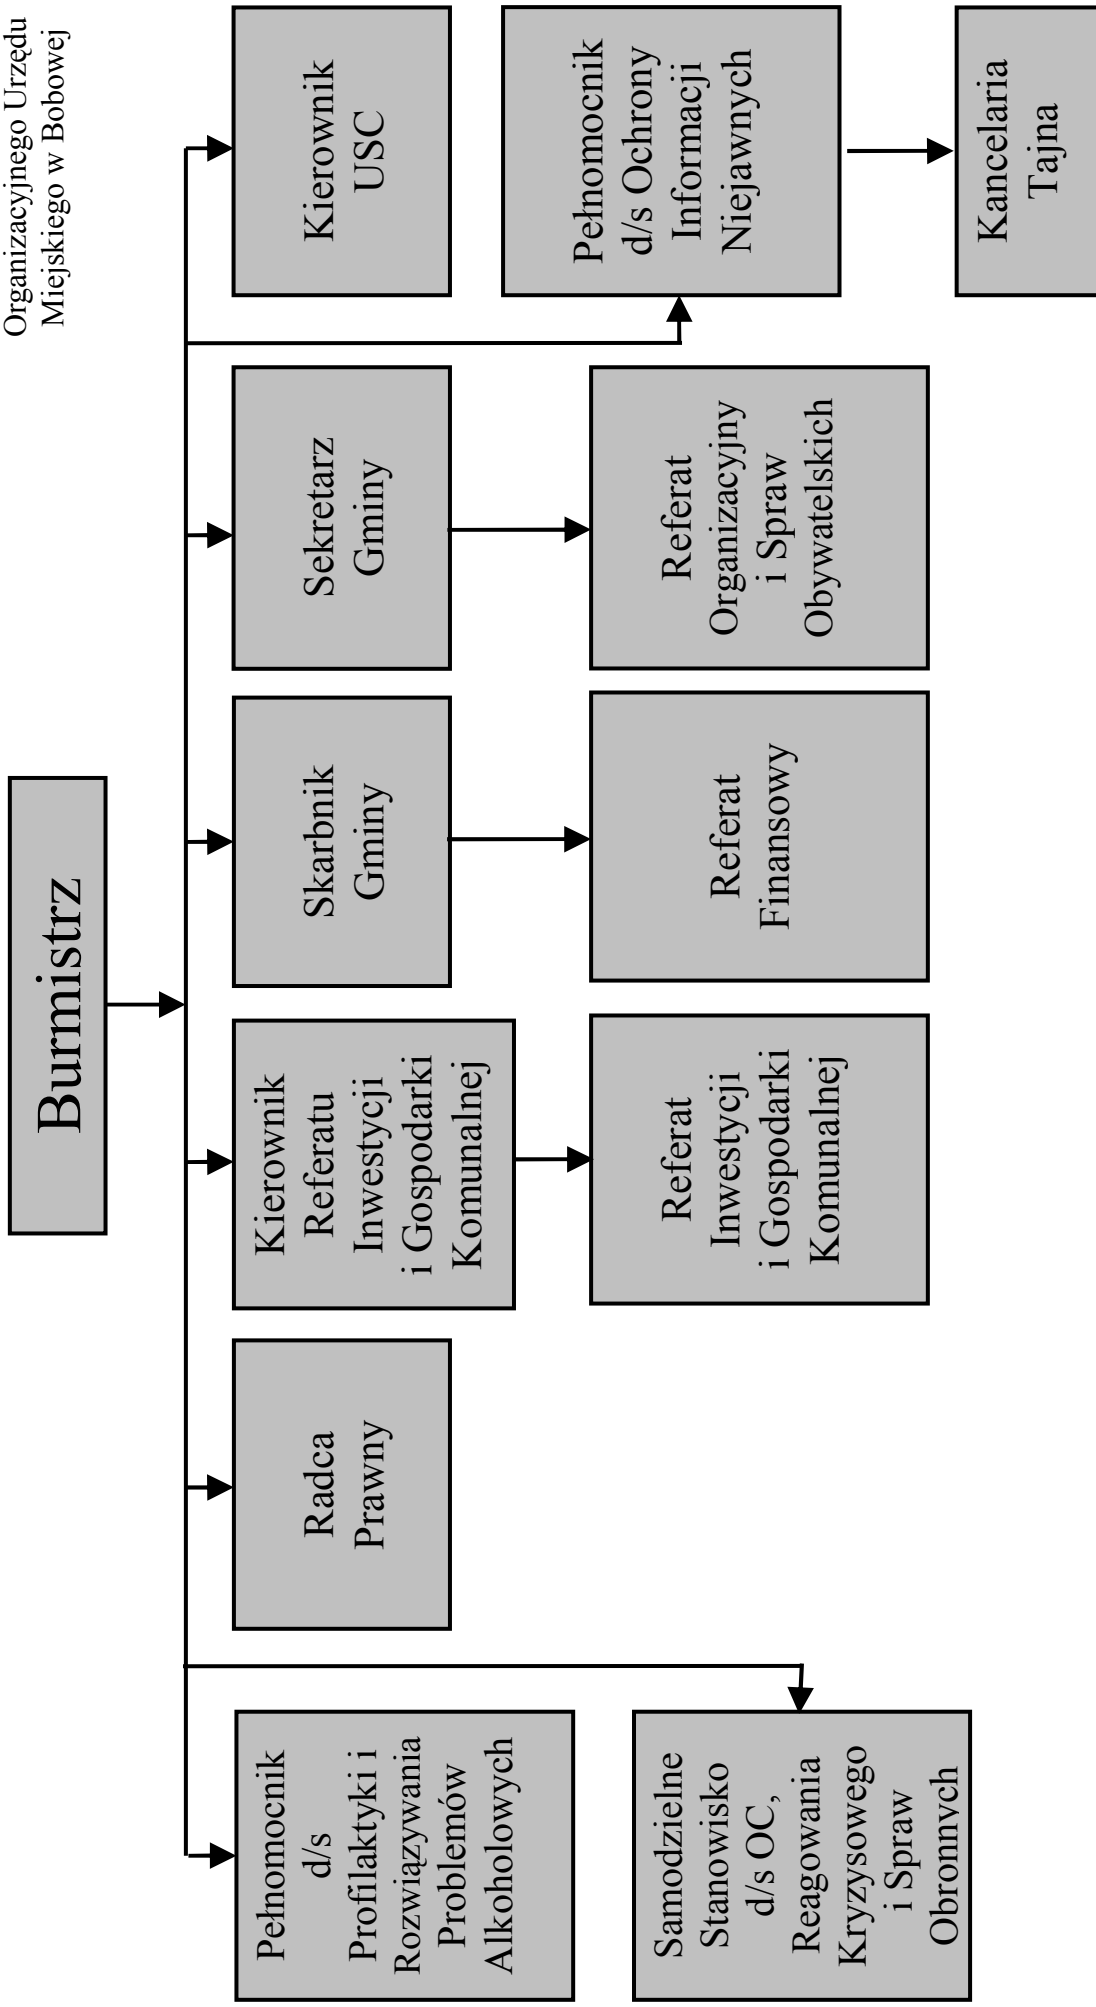 Organizacyjnego Urzędu
Miejskiego w Bobowej
Burmistrz
Pełnomocnik
d/s
Profilaktyki i
Rozwiązywania
Problemów
Alkoholowych
Radca
Prawny
Kierownik
Referatu
Inwestycji
i Gospodarki
Komunalnej
Skarbnik
Gminy
Sekretarz
Gminy
Kierownik
USC
Samodzielne
Stanowisko
d/s OC,
Reagowania
Kryzysowego
i Spraw
Obronnych
Referat
Inwestycji
i Gospodarki
Komunalnej
Referat
Finansowy
Referat
Organizacyjny
i Spraw
Obywatelskich
Pełnomocnik
d/s Ochrony
Informacji
Niejawnych
Kancelaria
Tajna